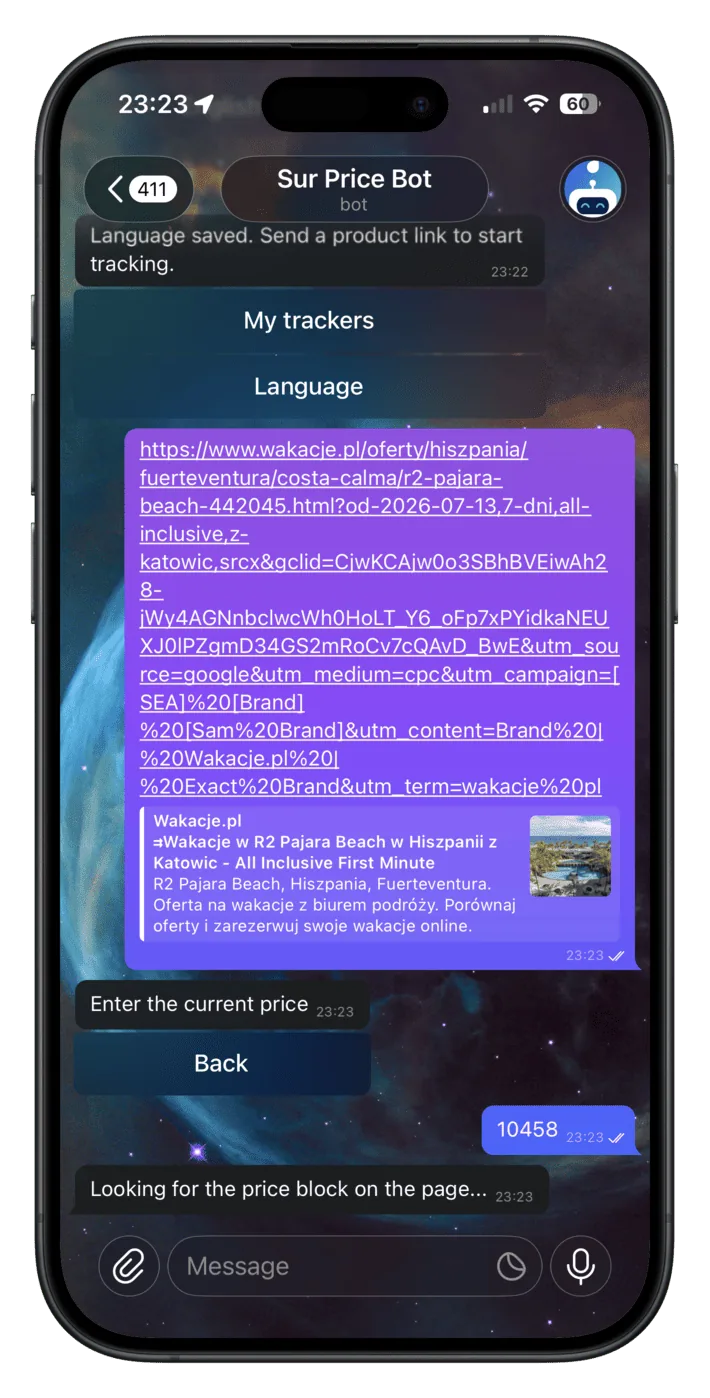 23:23
60
411
Sur Price Bot
bot
Language saved. Send a product link to start
tracking.
23:22
My trackers
Language
https://www.wakacje.pl/oferty/hiszpania/
fuerteventura/costa-calma/r2-pajara-
beach-442045.html?od-2026-07-13,7-dni,all-
inclusive,z-
katowic,srcx&gclid=CjwKCAjw0o3SBhBVEiwAh2
8-
jWy4AGNnbclwcWh0HoLT_Y6_oFp7xPYidkaNEU
XJ0lPZgmD34GS2mRoCv7cQAvD_BwE&utm_sou
rce=google&utm_medium=cpc&utm_campaign=[
SEA]%20[Brand]
%20[Sam%20Brand]&utm_content=Brand%20|
%20Wakacje.pl%20|
%20Exact%20Brand&utm_term=wakacje%20pl
Wakacje.pl
⇉Wakacje w R2 Pajara Beach w Hiszpanii z
Katowic - All Inclusive First Minute
R2 Pajara Beach, Hiszpania, Fuerteventura.
Oferta na wakacje z biurem podróży. Porównaj
oferty i zarezerwuj swoje wakacje online.
23:23
Enter the current price 23:23
Back
10458 23:23
Looking for the price block on the page... 23:23
Message